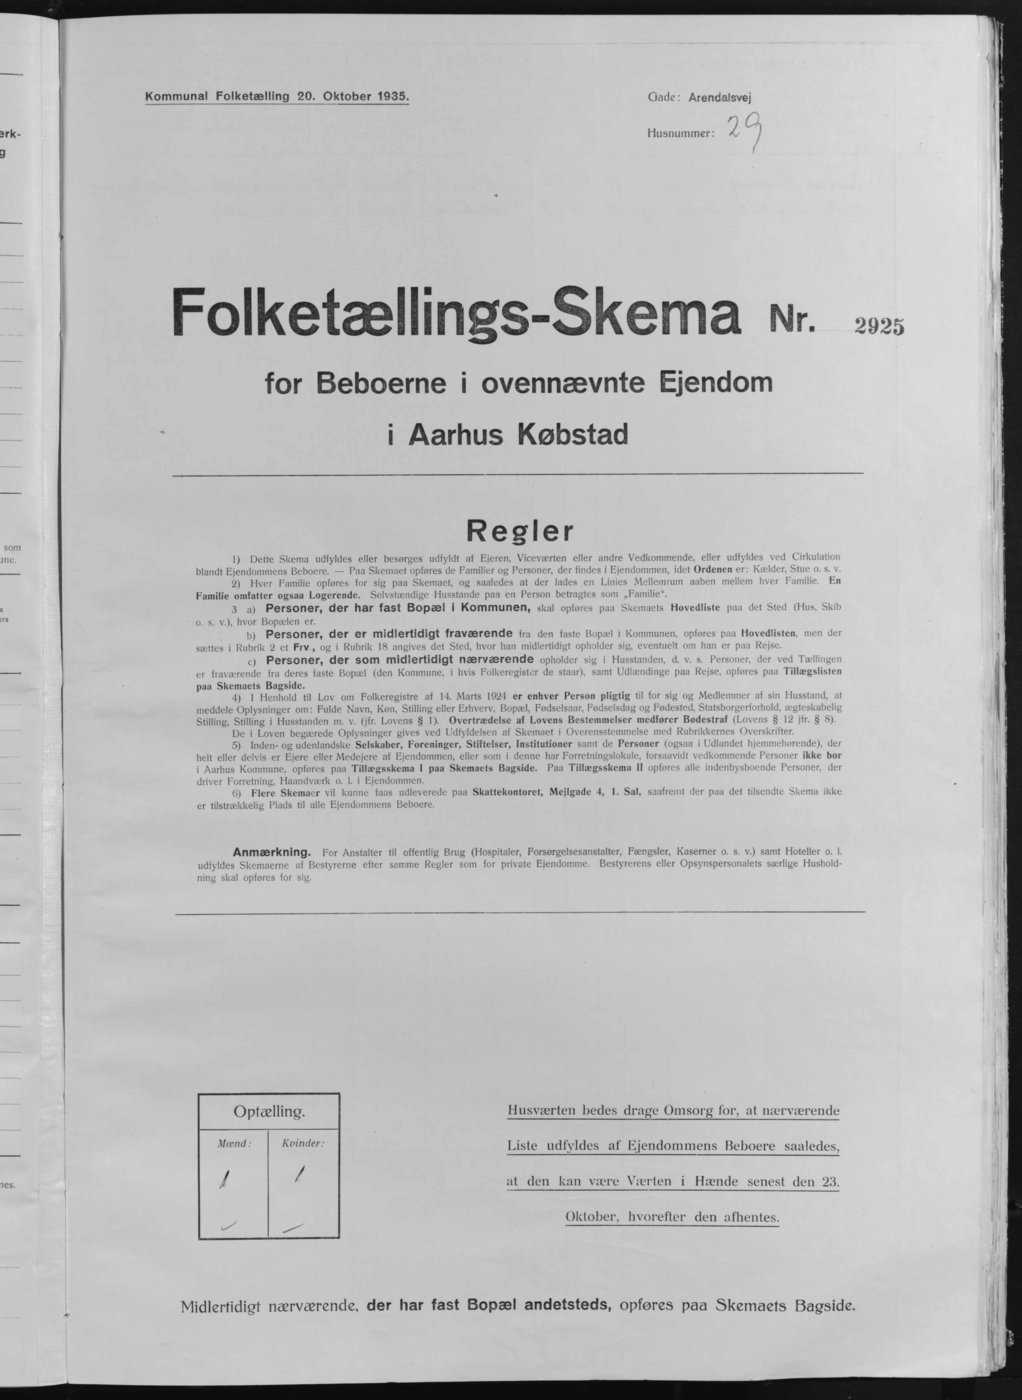 Kommunal Folketælling 20. Oktober 1935.
Gade: Arendalsvej
Husnummer: 29
Folketællings-Skema Nr. 2925
for Beboerne i ovennævnte Ejendom
i Aarhus Købstad
Regler
1) Dette Skema udfyldes eller besørges udfyldt af Ejeren, Viceværten eller andre Vedkommende, eller udfyldes ved Cirkulation
blandt Ejendommens Beboere. — Paa Skemaet opføres de Familier og Personer, der findes i Ejendommen, idet Ordenen er: Kælder, Stue o. s. v.
2) Hver Familie opføres for sig paa Skemaet, og saaledes at der lades en Linies Mellemrum aaben mellem hver Familie. En
Familie omfatter ogsaa Logerende. Selvstændige Husstande paa en Person betragtes som „Familie“.
3 a) Personer, der har fast Bopæl i Kommunen, skal opføres paa Skemaets Hovedliste paa det Sted (Hus, Skib
o. s. v.), hvor Bopælen er.
b) Personer, der er midlertidigt fraværende fra den faste Bopæl i Kommunen, opføres paa Hovedlisten, men der
sættes i Rubrik 2 et Frv., og i Rubrik 18 angives det Sted, hvor han midlertidigt opholder sig, eventuelt om han er paa Rejse.
c) Personer, der som midlertidigt nærværende opholder sig i Husstanden, d. v. s. Personer, der ved Tællingen
er fraværende fra deres faste Bopæl (den Kommune, i hvis Folkeregister de staar), samt Udlændinge paa Rejse, opføres paa Tillægslisten
paa Skemaets Bagside.
4) I Henhold til Lov om Folkeregistre af 14. Marts 1924 er enhver Person pligtig til for sig og Medlemmer af sin Husstand, at
meddele Oplysninger om: Fulde Navn, Køn, Stilling eller Erhverv, Bopæl, Fødselsaar, Fødselsdag og Fødested, Statsborgerforhold, ægteskabelig
Stilling, Stilling i Husstanden m. v. (jfr. Lovens § 1). Overtrædelse af Lovens Bestemmelser medfører Bødestraf (Lovens § 12 jfr. § 8).
De i Loven begærede Oplysninger gives ved Udfyldelsen af Skemaet i Overensstemmelse med Rubrikkernes Overskrifter.
5) Inden- og udenlandske Selskaber, Foreninger, Stiftelser, Institutioner samt de Personer (ogsaa i Udlandet hjemmehørende), der
helt eller delvis er Ejere eller Medejere af Ejendommen, eller som i denne har Forretningslokale, forsaavidt vedkommende Personer ikke bor
i Aarhus Kommune, opføres paa Tillægsskema I paa Skemaets Bagside. Paa Tillægsskema II opføres alle indenbysboende Personer, der
driver Forretning, Haandværk o. l. i Ejendommen.
6) Flere Skemaer vil kunne faas udleverede paa Skattekontoret, Mejlgade 4, 1. Sal, saafremt der paa det tilsendte Skema ikke
er tilstrækkelig Plads til alle Ejendommens Beboere.
Anmærkning. For Anstalter til offentlig Brug (Hospitaler, Forsørgelsesanstalter, Fængsler, Kaserner o. s. v.) samt Hoteller o. l.
udfyldes Skemaerne af Bestyrerne efter samme Regler som for private Ejendomme. Bestyrerens eller Opsynspersonalets særlige Hushold-
ning skal opføres for sig.
Optælling.
Mænd: Kvinder:
1 1
Husværten bedes drage Omsorg for, at nærværende
Liste udfyldes af Ejendommens Beboere saaledes,
at den kan være Værten i Hænde senest den 23.
Oktober, hvorefter den afhentes.
Midlertidigt nærværende, der har fast Bopæl andetsteds, opføres paa Skemaets Bagside.